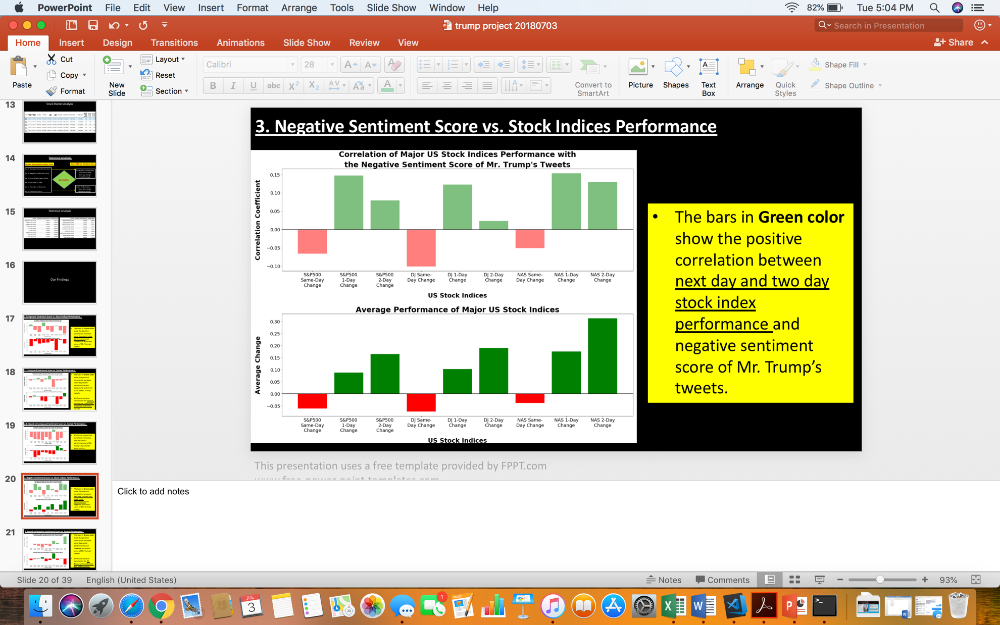 PowerPoint File Edit View Insert Format Arrange Tools Slide Show Window Help 82% Tue 5:04 PM
trump project 20180703
Search in Presentation
Home Insert Design Transitions Animations Slide Show Review View Share
Paste
Cut
Copy
Format
New
Slide
Layout
Reset
Section
Calibri 28
B I U abc X² X₂ AV Aa A
Convert to
SmartArt
Picture
Shapes
Text
Box
Arrange
Quick
Styles
Shape Fill
Shape Outline
13
Stock Market Analysis
14
Statistical Analysis
15
Statistical Analysis
16
Our Findings
17
18
19
20
21
3. Negative Sentiment Score vs. Stock Indices Performance
Correlation of Major US Stock Indices Performance with
the Negative Sentiment Score of Mr. Trump's Tweets
Correlation Coefficient
0.15
0.10
0.05
0.00
−0.05
−0.10
S&P500
Same-Day
Change
S&P500
1-Day
Change
S&P500
2-Day
Change
DJ Same-
Day Change
DJ 1-Day
Change
DJ 2-Day
Change
NAS Same-
Day Change
NAS 1-Day
Change
NAS 2-Day
Change
US Stock Indices
Average Performance of Major US Stock Indices
Average Change
0.30
0.25
0.20
0.15
0.10
0.05
0.00
−0.05
S&P500
Same-Day
Change
S&P500
1-Day
Change
S&P500
2-Day
Change
DJ Same-
Day Change
DJ 1-Day
Change
DJ 2-Day
Change
NAS Same-
Day Change
NAS 1-Day
Change
NAS 2-Day
Change
US Stock Indices
• The bars in Green color
show the positive
correlation between
next day and two day
stock index
performance and
negative sentiment
score of Mr. Trump’s
tweets.
This presentation uses a free template provided by FPPT.com
www.free-power-point-templates.com
Click to add notes
Slide 20 of 39 English (United States) Notes Comments 93%
JUL
3
1